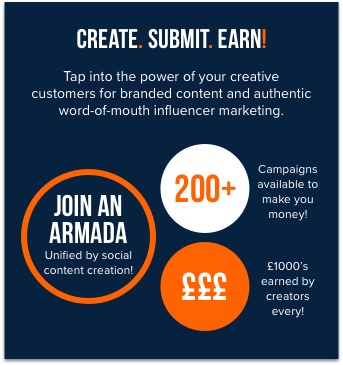 CREATE. SUBMIT. EARN!
Tap into the power of your creative
customers for branded content and authentic
word-of-mouth influencer marketing.
JOIN AN
ARMADA
Unified by social
content creation!
200+
Campaigns
available to
make you
money!
£££
£1000's
earned by
creators
every!